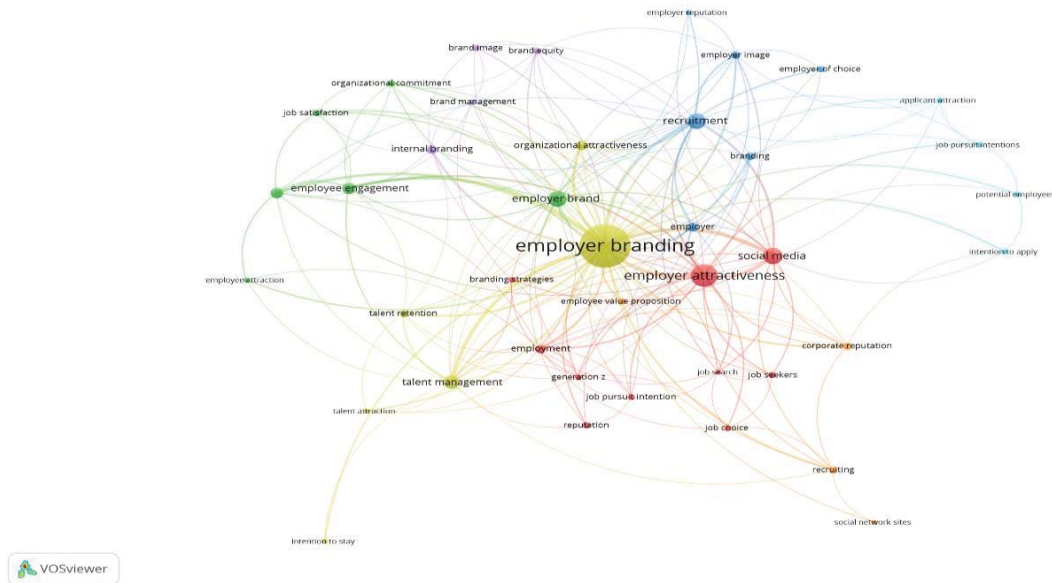 employer reputation
brand image
brand equity
employer image
employer of choice
organizational commitment
brand management
applicant attraction
job satisfaction
recruitment
internal branding
organizational attractiveness
job pursuit intentions
branding
employee engagement
employer brand
potential employee
employer
employer branding
social media
intention to apply
employer attractiveness
employer attraction
branding strategies
employee value proposition
talent retention
employment
corporate reputation
generation z
job search
job seekers
talent management
job pursuit intention
talent attraction
reputation
job choice
recruiting
social network sites
intention to stay
VOSviewer